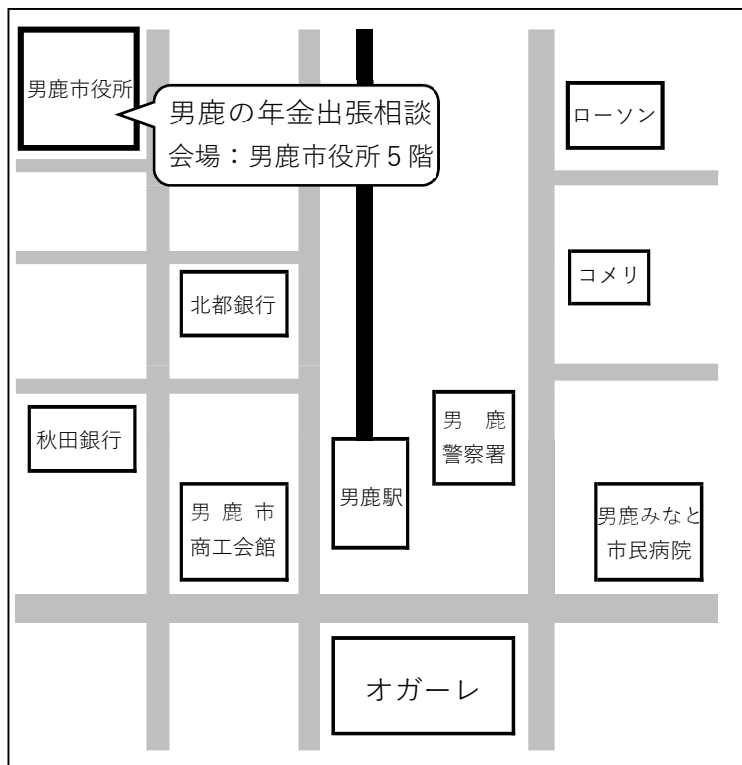 男鹿市役所
男鹿の年金出張相談
会場：男鹿市役所５階
ローソン
コメリ
北都銀行
秋田銀行
男鹿
警察署
男鹿駅
男鹿市
商工会館
男鹿みなと
市民病院
オガーレ